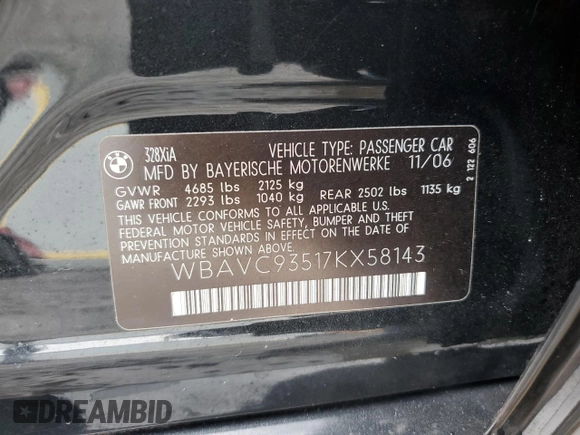 BMW
328XiA
VEHICLE TYPE: PASSENGER CAR
MFD BY BAYERISCHE MOTORENWERKE 11/06
GVWR 4685 lbs 2125 kg
GAWR FRONT 2293 lbs 1040 kg REAR 2502 lbs 1135 kg
THIS VEHICLE CONFORMS TO ALL APPLICABLE U.S.
FEDERAL MOTOR VEHICLE SAFETY, BUMPER AND THEFT
PREVENTION STANDARDS IN EFFECT ON THE DATE OF
MANUFACTURE SHOWN ABOVE.
WBAVC93517KX58143
2 122 606
DREAMBID